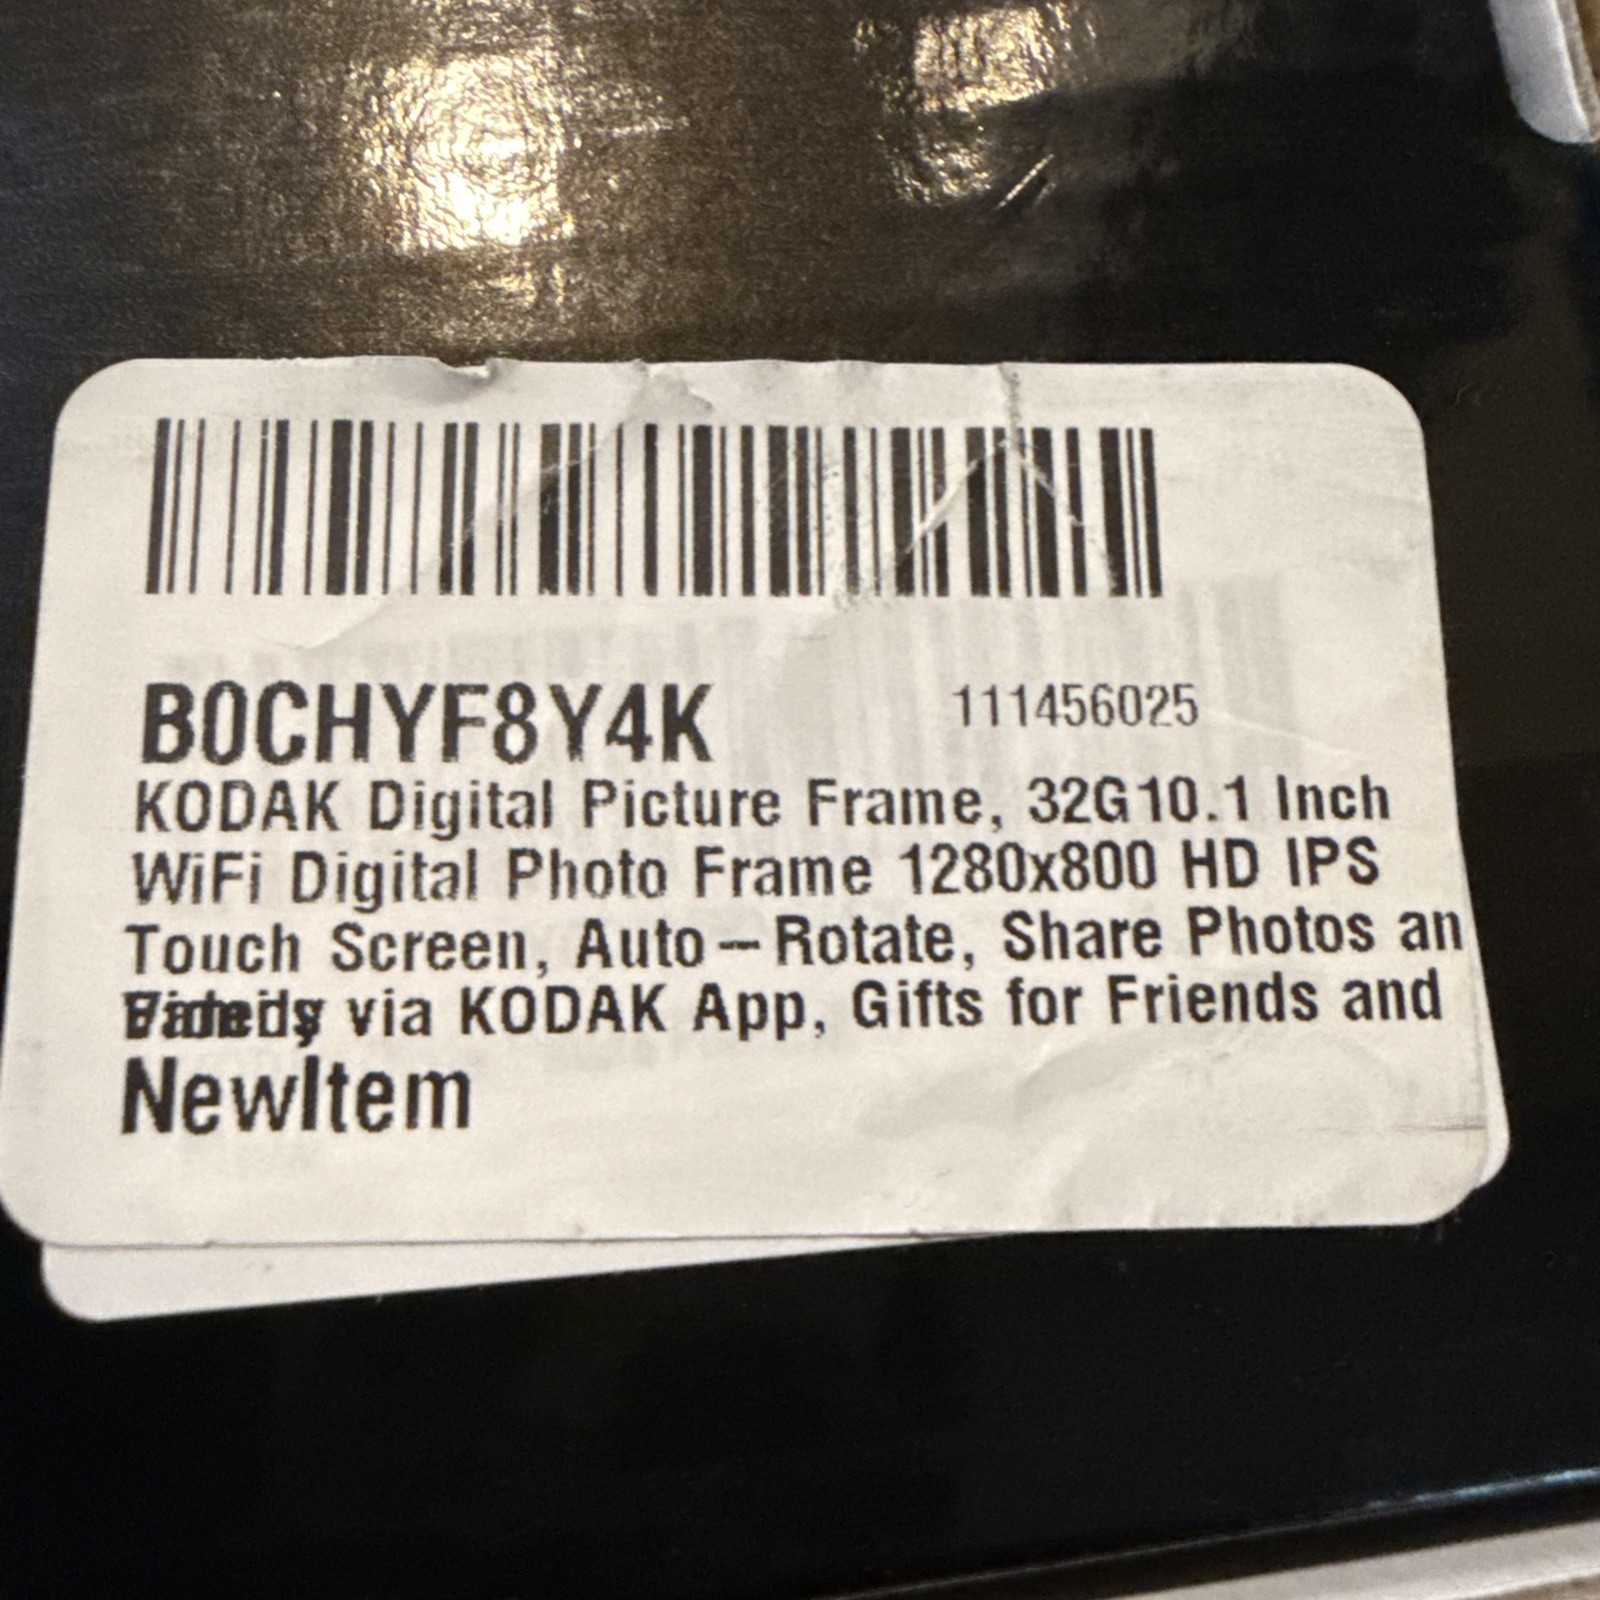 B0CHYF8Y4K 111456025
KODAK Digital Picture Frame, 32G10.1 Inch
WiFi Digital Photo Frame 1280x800 HD IPS
Touch Screen, Auto-Rotate, Share Photos an
via KODAK App, Gifts for Friends and
NewItem